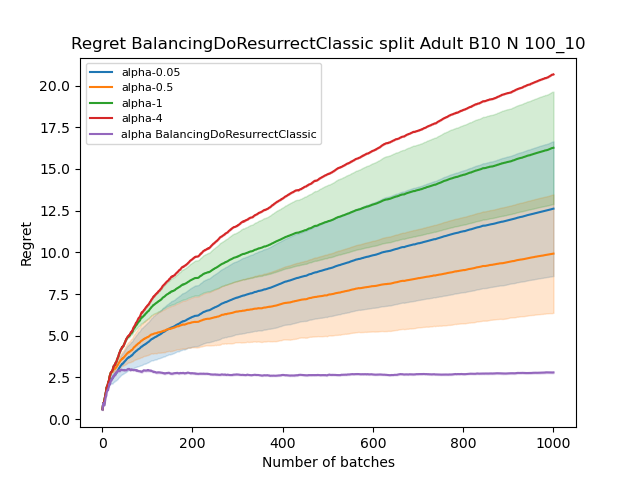 Regret BalancingDoResurrectClassic split Adult B10 N 100_10
alpha-0.05
alpha-0.5
alpha-1
alpha-4
alpha BalancingDoResurrectClassic
20.0
17.5
15.0
12.5
10.0
7.5
5.0
2.5
0.0
Regret
0 200 400 600 800 1000
Number of batches